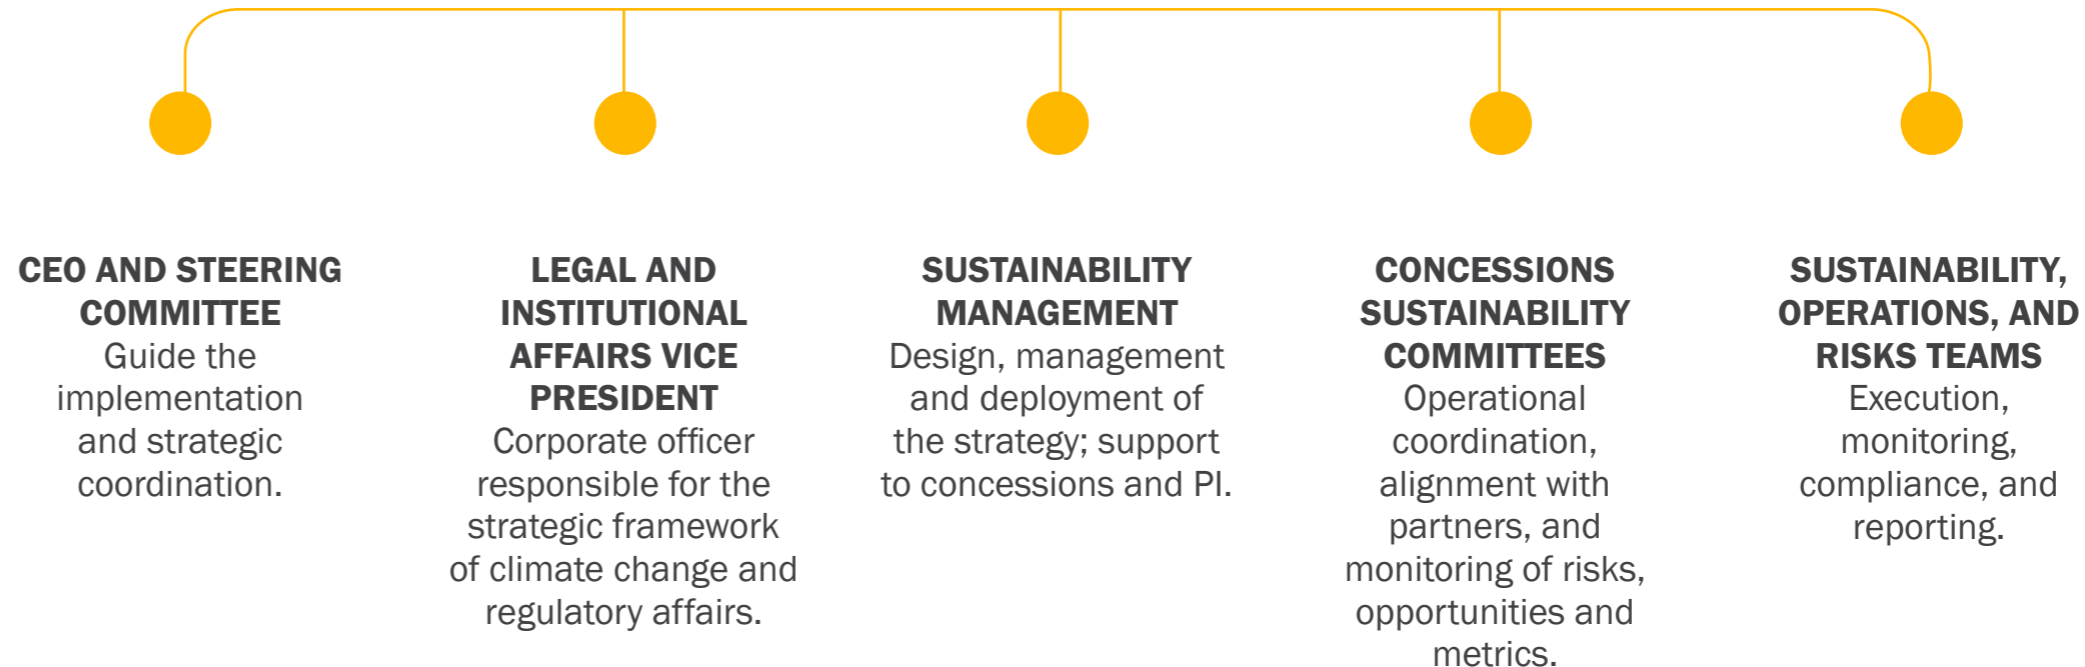 CEO AND STEERING
COMMITTEE
Guide the
implementation
and strategic
coordination.
LEGAL AND
INSTITUTIONAL
AFFAIRS VICE
PRESIDENT
Corporate officer
responsible for the
strategic framework
of climate change and
regulatory affairs.
SUSTAINABILITY
MANAGEMENT
Design, management
and deployment of
the strategy; support
to concessions and PI.
CONCESSIONS
SUSTAINABILITY
COMMITTEES
Operational
coordination,
alignment with
partners, and
monitoring of risks,
opportunities and
metrics.
SUSTAINABILITY,
OPERATIONS, AND
RISKS TEAMS
Execution,
monitoring,
compliance, and
reporting.